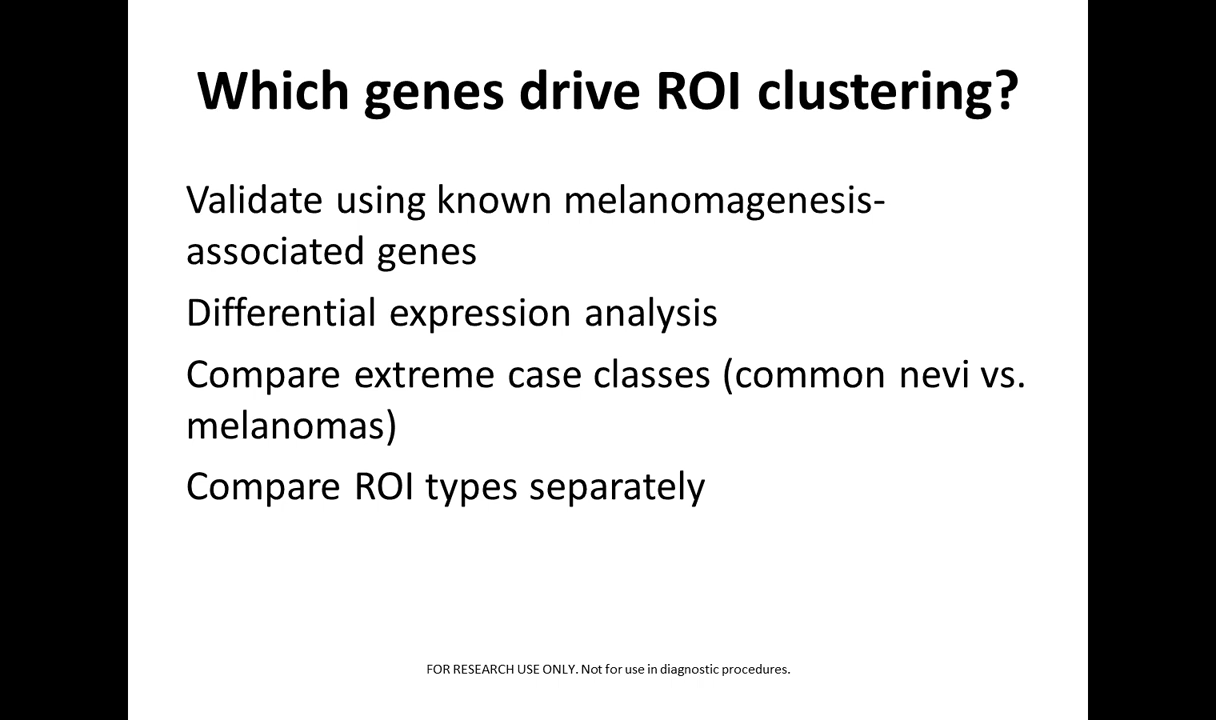 Which genes drive ROI clustering?
Validate using known melanomagenesis-
associated genes
Differential expression analysis
Compare extreme case classes (common nevi vs.
melanomas)
Compare ROI types separately
FOR RESEARCH USE ONLY. Not for use in diagnostic procedures.